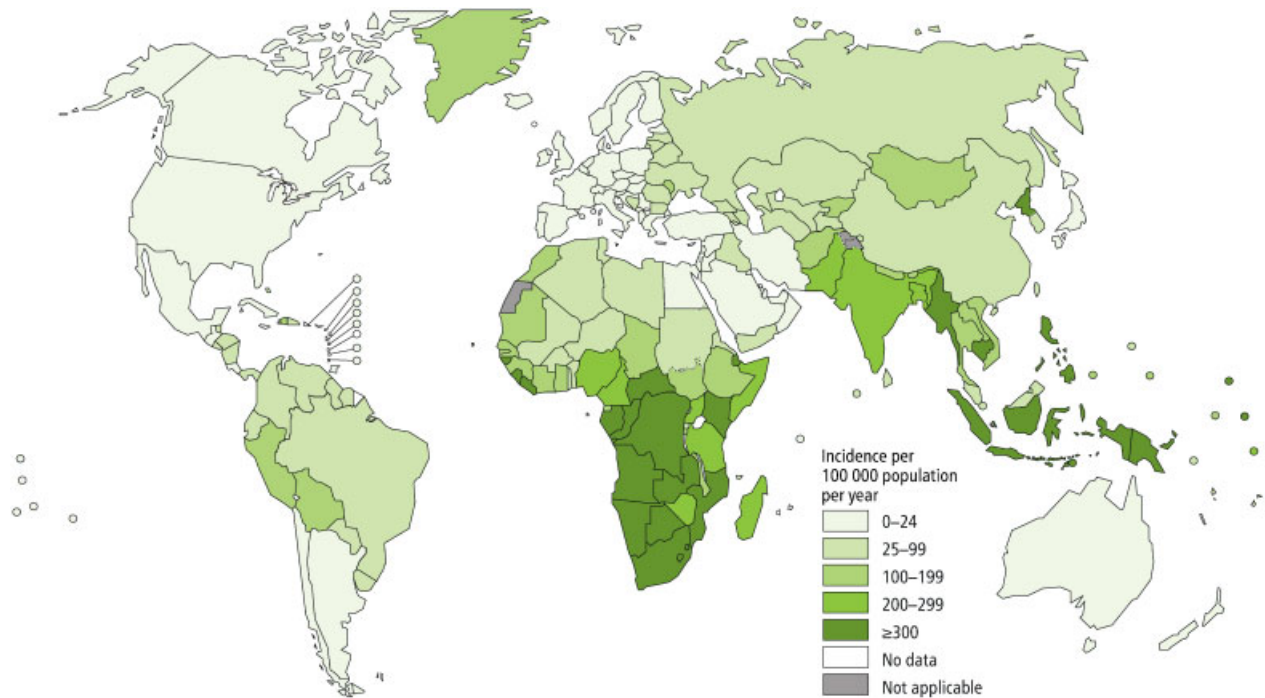 Incidence per
100 000 population
per year
0–24
25–99
100–199
200–299
≥300
No data
Not applicable